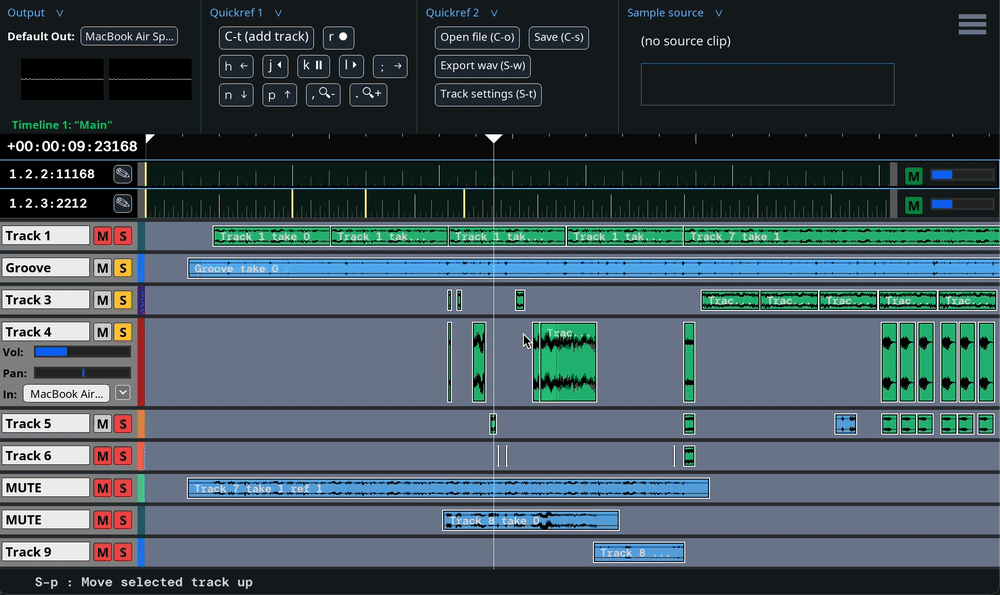 Output ∨
Quickref 1 ∨
Quickref 2 ∨
Sample source ∨
Default Out: MacBook Air Sp...
C-t (add track)
r
Open file (C-o)
Save (C-s)
(no source clip)
h ←
j
k
l
; →
Export wav (S-w)
n ↓
p ↑
, -
. +
Track settings (S-t)
Timeline 1: "Main"
+00:00:09:23168
1.2.2:11168
M
1.2.3:2212
M
Track 1 M S
Track 1 take 0
Track 1 tak...
Track 1 tak...
Track 1 tak...
Track 7 take 1
Groove M S
Groove take 0
Track 3 M S
Trac...
Trac...
Trac...
Trac...
Trac...
Track 4 M S
Trac...
Vol:
Pan:
In: MacBook Air...
Track 5 M S
Track 6 M S
MUTE M S
Track 7 take 1 ref 1
MUTE M S
Track 8 take 0
Track 9 M S
Track 8 ...
S-p : Move selected track up